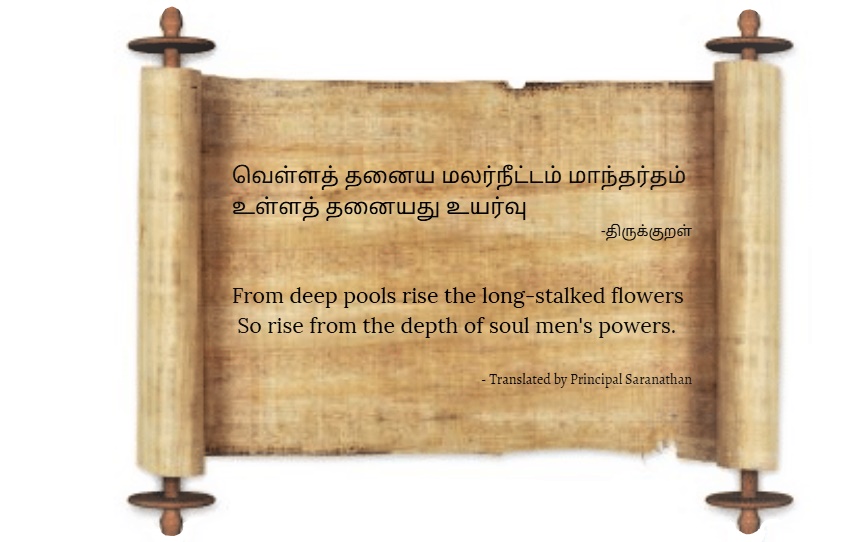 வெள்ளத் தனைய மலர்நீட்டம் மாந்தர்தம்
உள்ளத் தனையது உயர்வு
-திருக்குறள்
From deep pools rise the long-stalked flowers
So rise from the depth of soul men's powers.
- Translated by Principal Saranathan